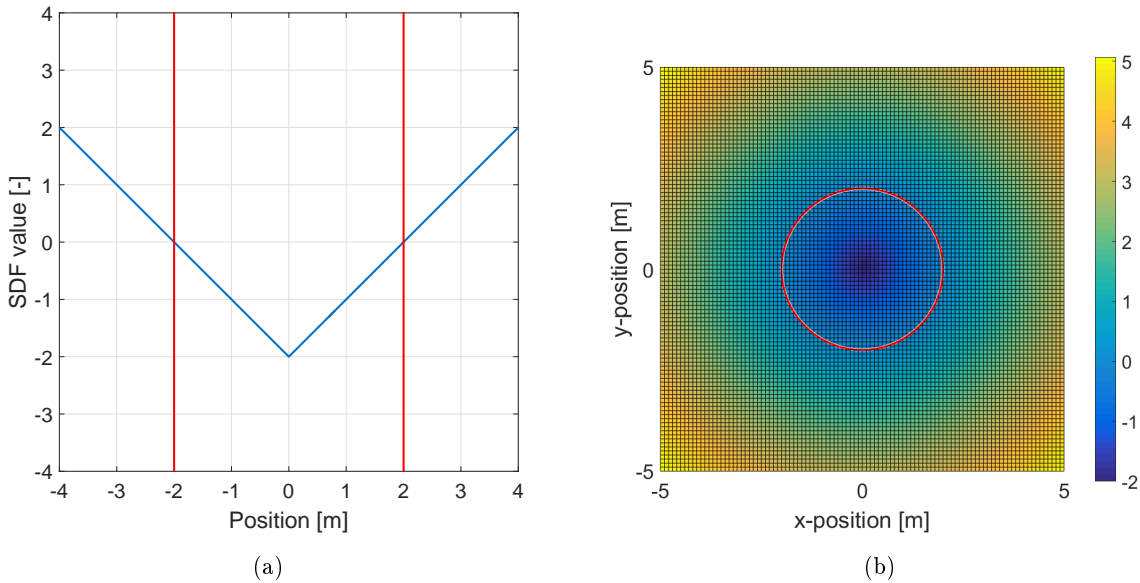 4
3
2
1
0
-1
-2
-3
-4
-4 -3 -2 -1 0 1 2 3 4
SDF value [-]
Position [m]
(a)
5
0
-5
-5 0 5
y-position [m]
x-position [m]
5
4
3
2
1
0
-1
-2
(b)